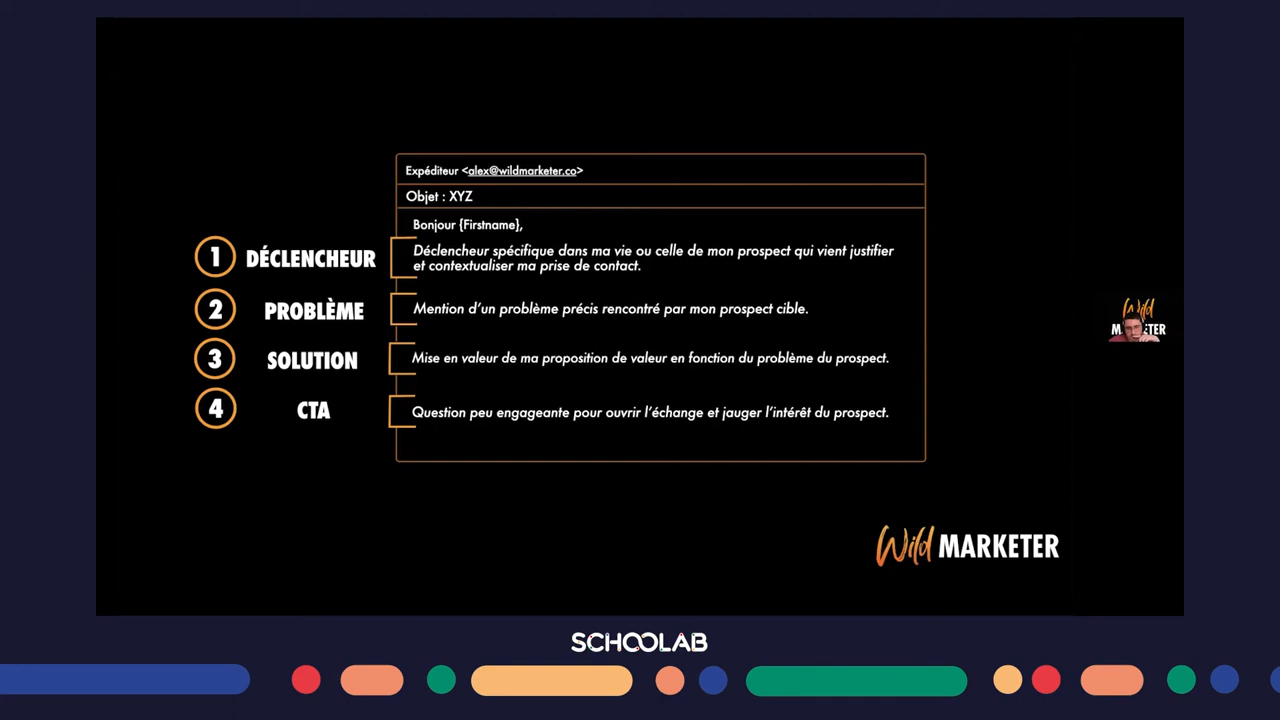 Expéditeur <alex@wildmarketer.co>
Objet : XYZ
Bonjour {Firstname},
1 DÉCLENCHEUR
Déclencheur spécifique dans ma vie ou celle de mon prospect qui vient justifier
et contextualiser ma prise de contact.
2 PROBLÈME
Mention d'un problème précis rencontré par mon prospect cible.
3 SOLUTION
Mise en valeur de ma proposition de valeur en fonction du problème du prospect.
4 CTA
Question peu engageante pour ouvrir l'échange et jauger l'intérêt du prospect.
Wild
Wild MARKETER
SCHOOLAB